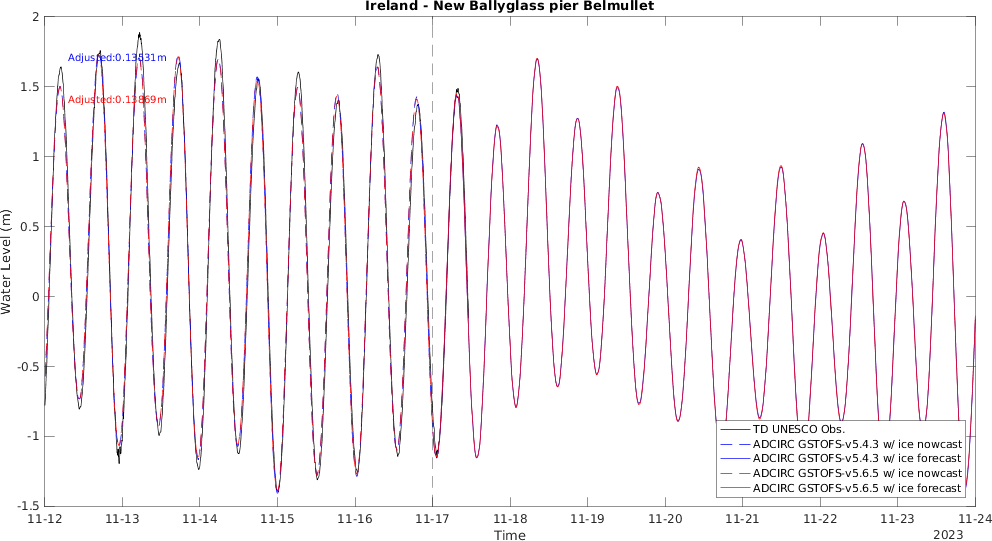 Ireland - New Ballyglass pier Belmullet
Adjusted:0.13831m
Adjusted:0.13869m
Water Level (m)
2
1.5
1
0.5
0
-0.5
-1
-1.5
TD UNESCO Obs.
ADCIRC GSTOFS-v5.4.3 w/ ice nowcast
ADCIRC GSTOFS-v5.4.3 w/ ice forecast
ADCIRC GSTOFS-v5.6.5 w/ ice nowcast
ADCIRC GSTOFS-v5.6.5 w/ ice forecast
11-12 11-13 11-14 11-15 11-16 11-17 11-18 11-19 11-20 11-21 11-22 11-23 11-24
Time
2023